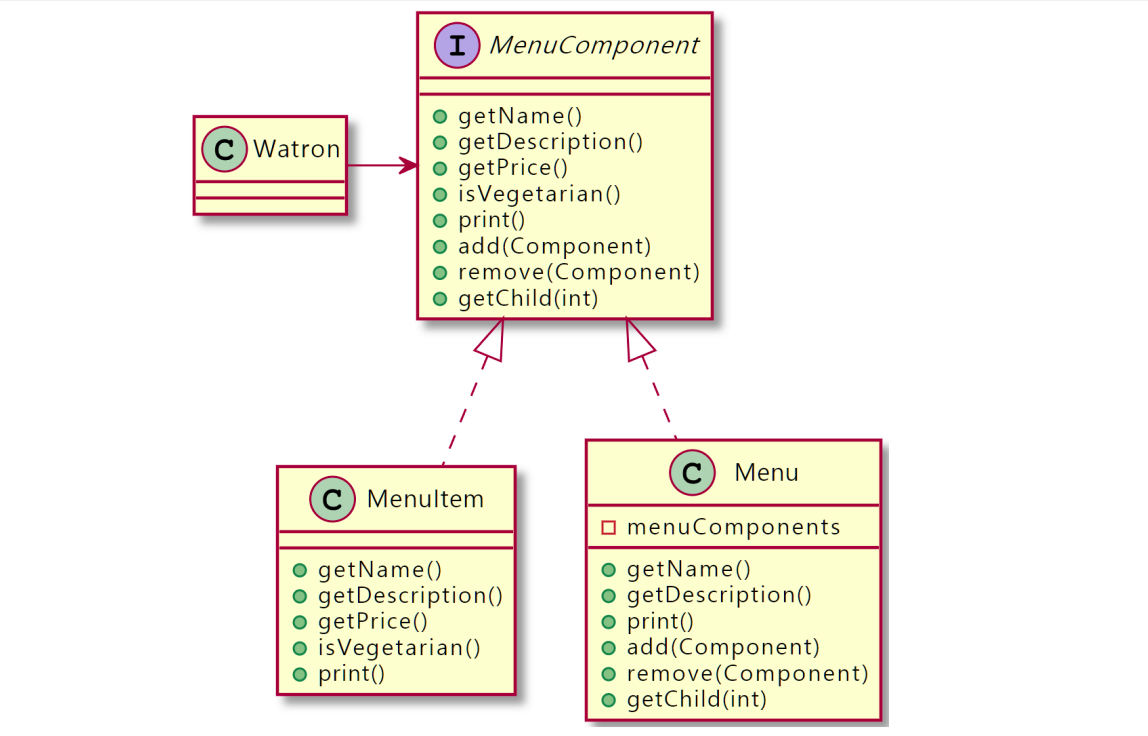 I MenuComponent
getName()
getDescription()
getPrice()
isVegetarian()
print()
add(Component)
remove(Component)
getChild(int)
C Watron
C MenuItem
getName()
getDescription()
getPrice()
isVegetarian()
print()
C Menu
menuComponents
getName()
getDescription()
print()
add(Component)
remove(Component)
getChild(int)